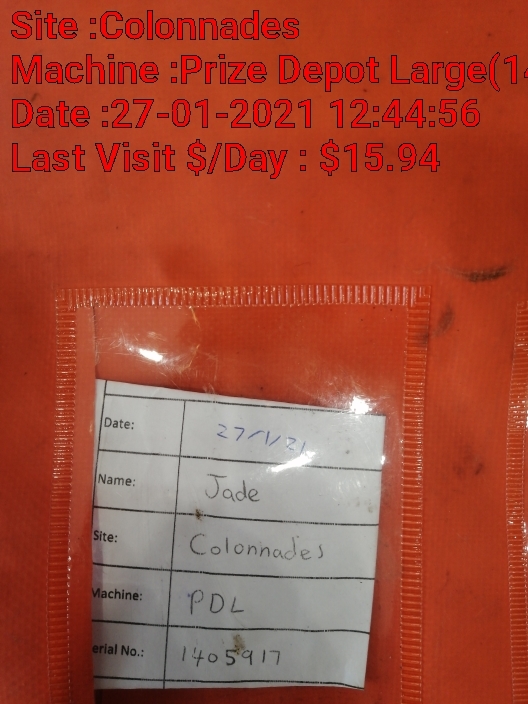 Site :Colonnades
Machine :Prize Depot Large(14
Date :27-01-2021 12:44:56
Last Visit $/Day : $15.94
Date: 27/1/21
Name: Jade
Site: Colonnades
Machine: PDL
erial No.: 1405917